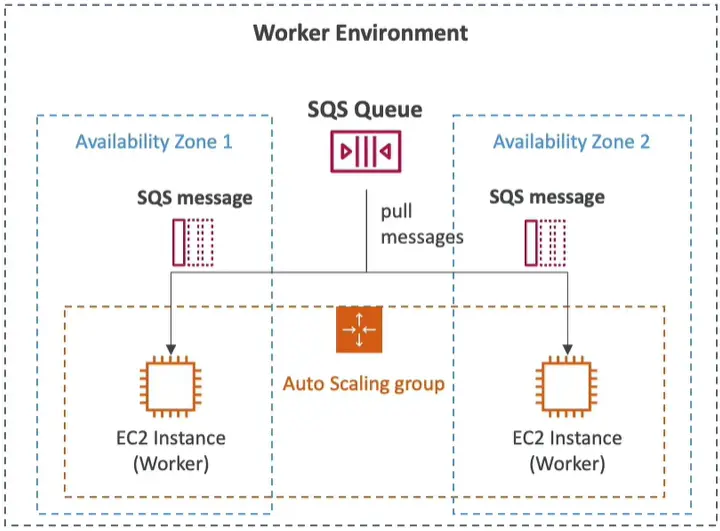 Worker Environment
SQS Queue
Availability Zone 1
Availability Zone 2
SQS message
SQS message
pull
messages
Auto Scaling group
EC2 Instance
(Worker)
EC2 Instance
(Worker)